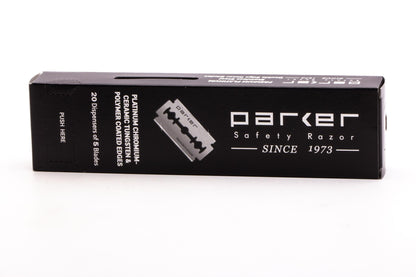 PUSH HERE
PLATINUM CHROMIUM-
CERAMIC TUNGSTEN &
POLYMER COATED EDGES
20 Dispensers of 5 Blades
parker
parker
Safety Razor
SINCE 1973
parker